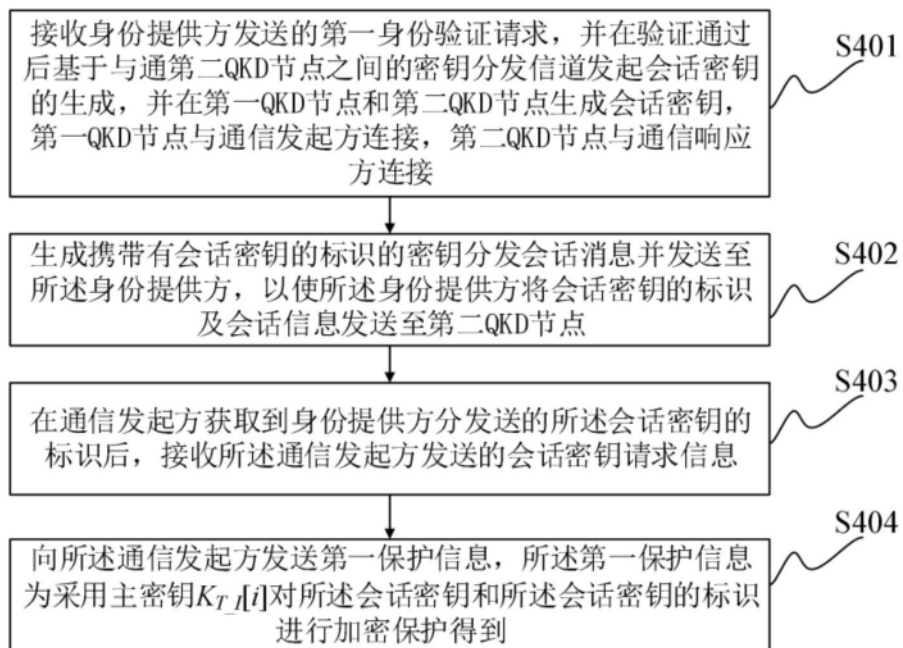 接收身份提供方发送的第一身份验证请求，并在验证通过
后基于与通第二QKD节点之间的密钥分发信道发起会话密钥
的生成，并在第一QKD节点和第二QKD节点生成会话密钥，
第一QKD节点与通信发起方连接，第二QKD节点与通信响应
方连接
S401
生成携带有会话密钥的标识的密钥分发会话消息并发送至
所述身份提供方，以使所述身份提供方将会话密钥的标识
及会话信息发送至第二QKD节点
S402
在通信发起方获取到身份提供方分发送的所述会话密钥的
标识后，接收所述通信发起方发送的会话密钥请求信息
S403
向所述通信发起方发送第一保护信息，所述第一保护信息
为采用主密钥K_{T_I}[i]对所述会话密钥和所述会话密钥的标识
进行加密保护得到
S404